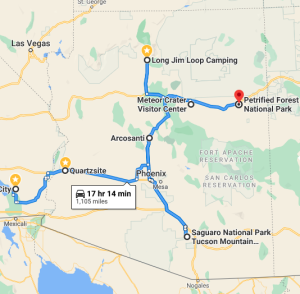 Las Vegas
Long Jim Loop Camping
Meteor Crater
Visitor Center
Petrified Forest
National Park
Arcosanti
FORT APACHE
RESERVATION
City
Quartzsite
Phoenix
Mesa
SAN CARLOS
RESERVATION
17 hr 14 min
1,105 miles
Mexicali
Saguaro National Park
Tucson Mountain...
Nogales